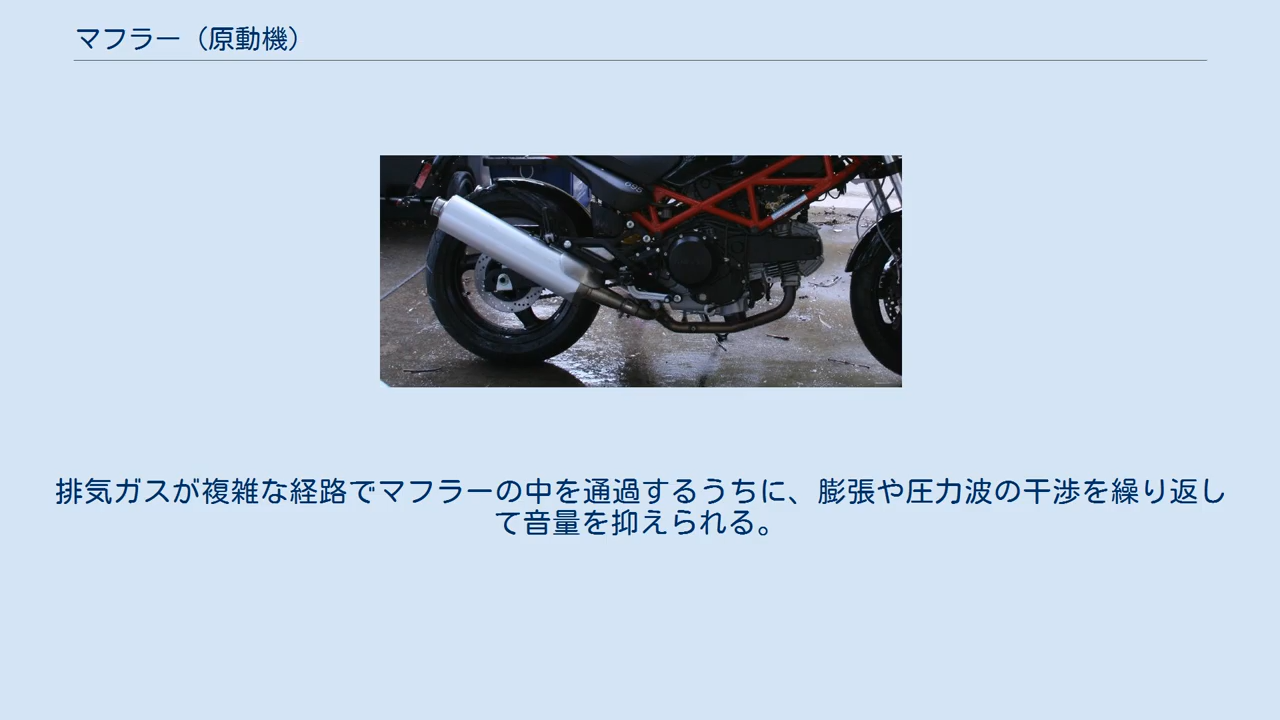 マフラー（原動機）
695
排気ガスが複雑な経路でマフラーの中を通過するうちに、膨張や圧力波の干渉を繰り返し
て音量を抑えられる。